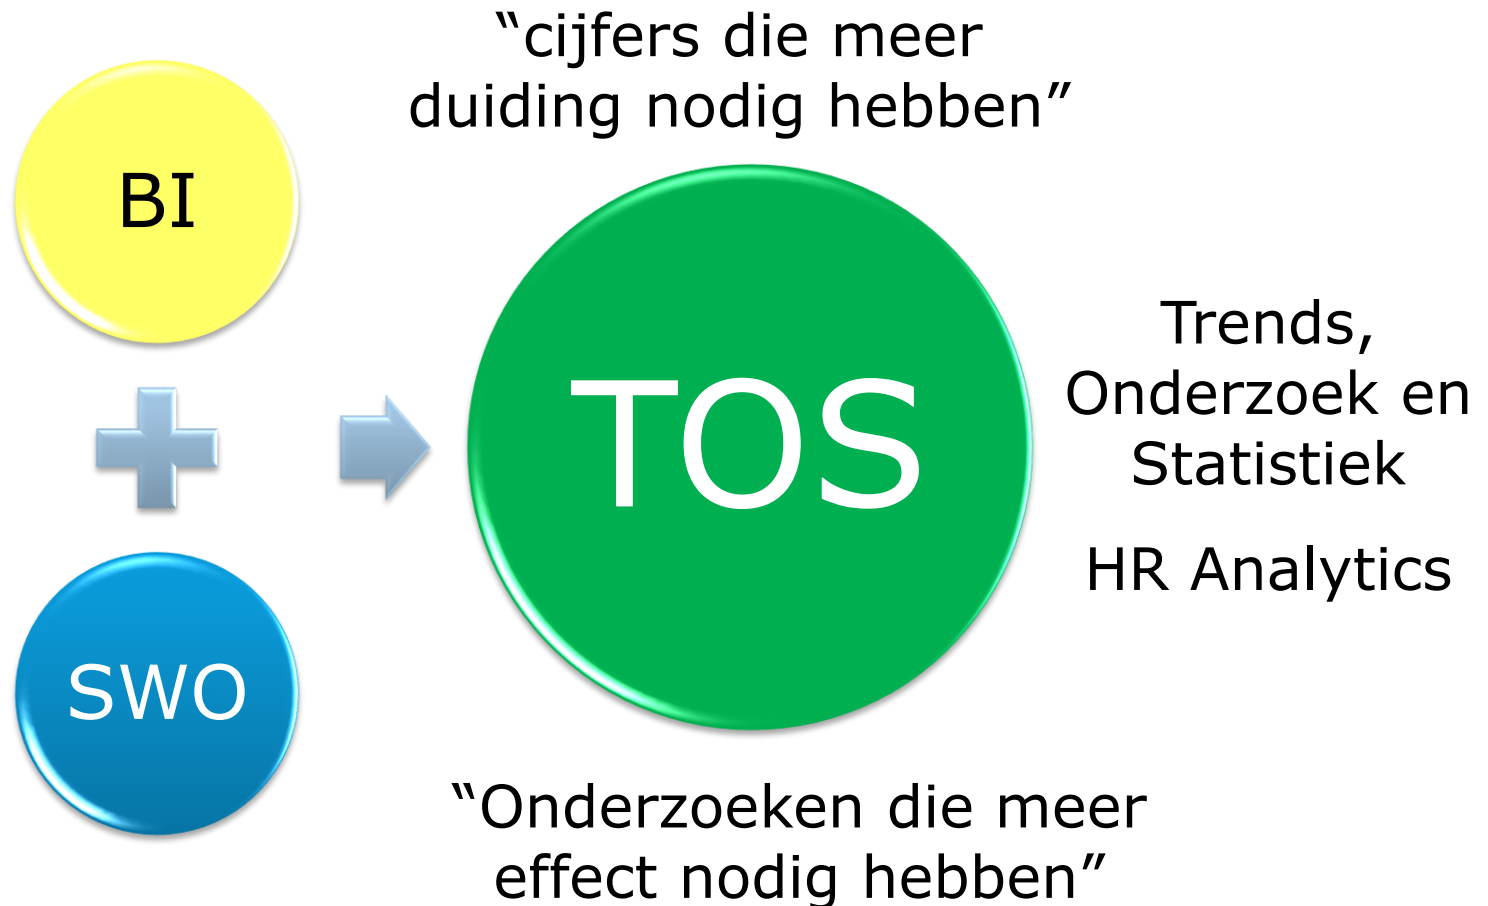 “cijfers die meer
duiding nodig hebben”
BI
TOS
SWO
Trends,
Onderzoek en
Statistiek
HR Analytics
“Onderzoeken die meer
effect nodig hebben”